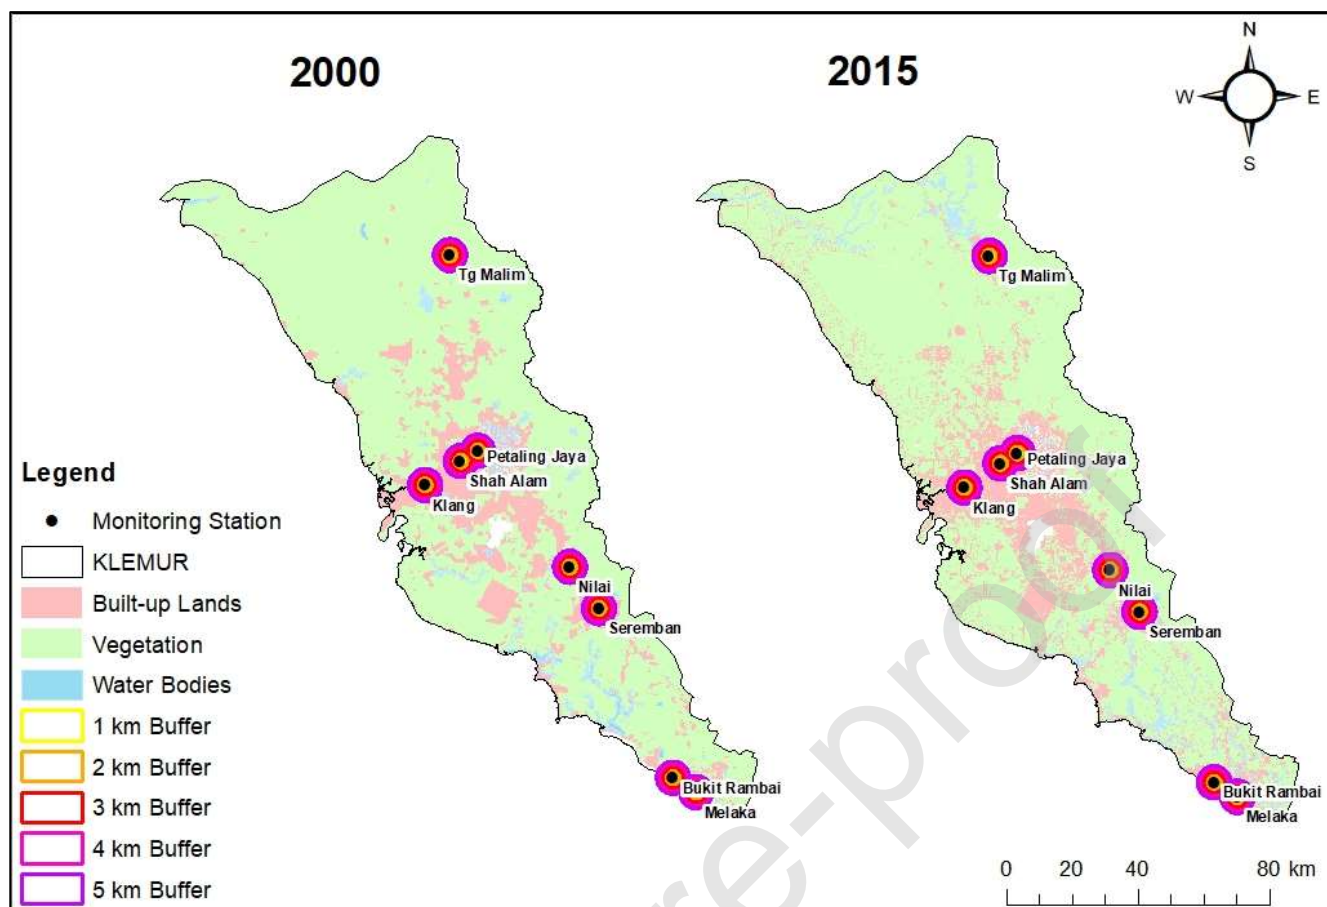 2000
2015
N
W
E
S
Tg Malim
Petaling Jaya
Shah Alam
Klang
Nilai
Seremban
Bukit Rambai
Melaka
Tg Malim
Petaling Jaya
Shah Alam
Klang
Nilai
Seremban
Bukit Rambai
Melaka
Legend
Monitoring Station
KLEMUR
Built-up Lands
Vegetation
Water Bodies
1 km Buffer
2 km Buffer
3 km Buffer
4 km Buffer
5 km Buffer
0 20 40 80 km
re-proof